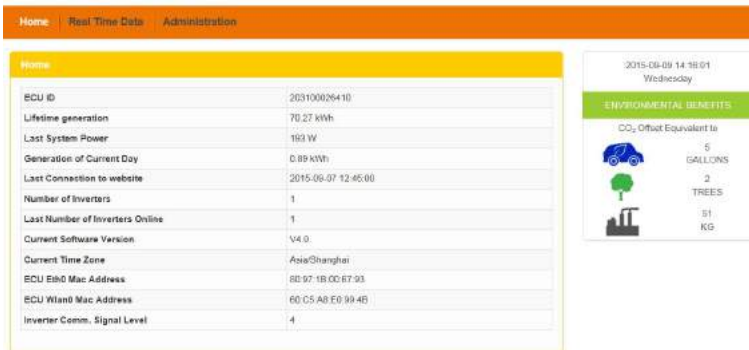 Home Real Time Data Administration
Home
ECU ID 203100026410
Lifetime generation 70.27 kWh
Last System Power 193 W
Generation of Current Day 0.89 kWh
Last Connection to website 2015-09-07 12:45:00
Number of Inverters 1
Last Number of Inverters Online 1
Current Software Version V4.0
Current Time Zone Asia/Shanghai
ECU Eth0 Mac Address 80:97:1B:00:67:93
ECU Wlan0 Mac Address 60:C5:A8:E0:99:4B
Inverter Comm. Signal Level 4
2015-09-09 14:16:01
Wednesday
ENVIRONMENTAL BENEFITS
CO₂ Offset Equivalent to
5
GALLONS
2
TREES
51
KG